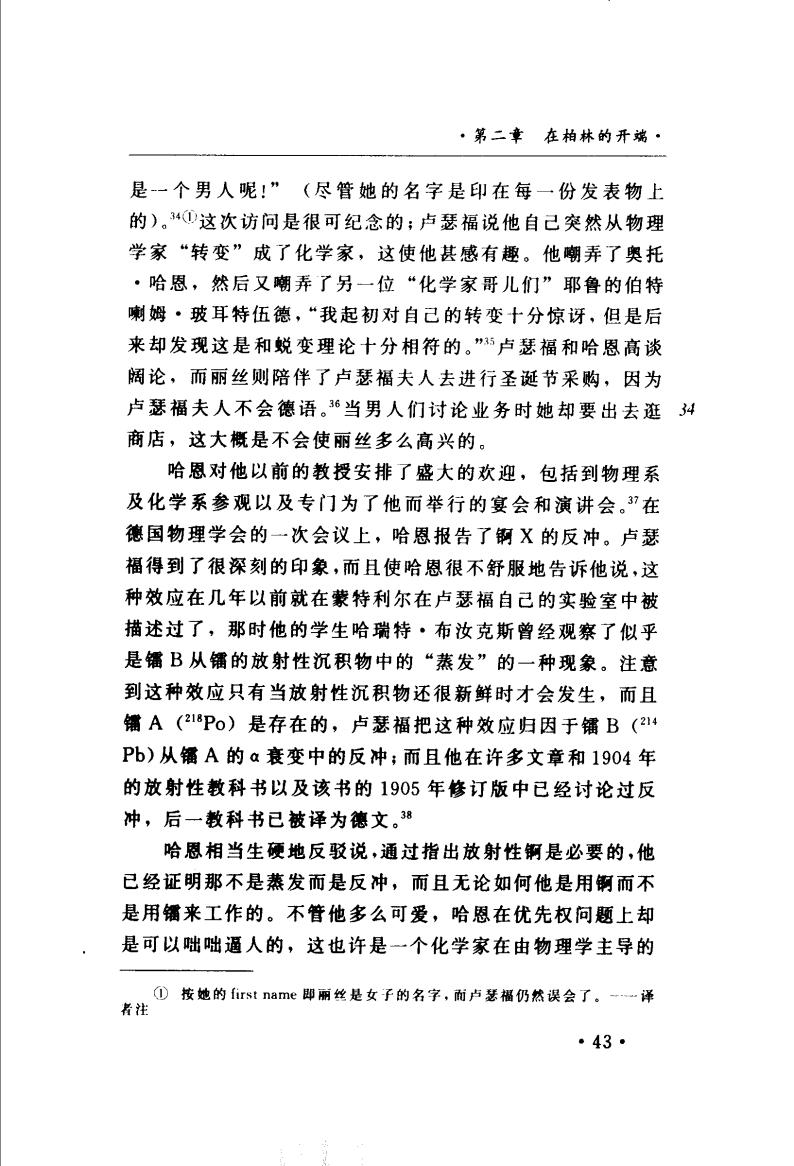 ·第二章　在柏林的开端·
是一个男人呢!”（尽管她的名字是印在每一份发表物上
的）。³⁴①这次访问是很可纪念的；卢瑟福说他自己突然从物理
学家“转变”成了化学家，这使他甚感有趣。他嘲弄了奥托
·哈恩，然后又嘲弄了另一位“化学家哥儿们”耶鲁的伯特
喇姆·玻耳特伍德，“我起初对自己的转变十分惊讶，但是后
来却发现这是和蜕变理论十分相符的。”³⁵卢瑟福和哈恩高谈
阔论，而丽丝则陪伴了卢瑟福夫人去进行圣诞节采购，因为
卢瑟福夫人不会德语。³⁶当男人们讨论业务时她却要出去逛　34
商店，这大概是不会使丽丝多么高兴的。
哈恩对他以前的教授安排了盛大的欢迎，包括到物理系
及化学系参观以及专门为了他而举行的宴会和演讲会。³⁷在
德国物理学会的一次会议上，哈恩报告了锕 X 的反冲。卢瑟
福得到了很深刻的印象，而且使哈恩很不舒服地告诉他说，这
种效应在几年以前就在蒙特利尔在卢瑟福自己的实验室中被
描述过了，那时他的学生哈瑞特·布汝克斯曾经观察了似乎
是镭 B 从镭的放射性沉积物中的“蒸发”的一种现象。注意
到这种效应只有当放射性沉积物还很新鲜时才会发生，而且
镭 A（²¹⁸Po）是存在的，卢瑟福把这种效应归因于镭 B（²¹⁴
Pb）从镭 A 的 α 衰变中的反冲；而且他在许多文章和 1904 年
的放射性教科书以及该书的 1905 年修订版中已经讨论过反
冲，后一教科书已被译为德文。³⁸
哈恩相当生硬地反驳说，通过指出放射性锕是必要的，他
已经证明那不是蒸发而是反冲，而且无论如何他是用锕而不
是用镭来工作的。不管他多么可爱，哈恩在优先权问题上却
是可以咄咄逼人的，这也许是一个化学家在由物理学主导的
①　按她的 first name 即丽丝是女子的名字，而卢瑟福仍然误会了。——译
者注
·43·